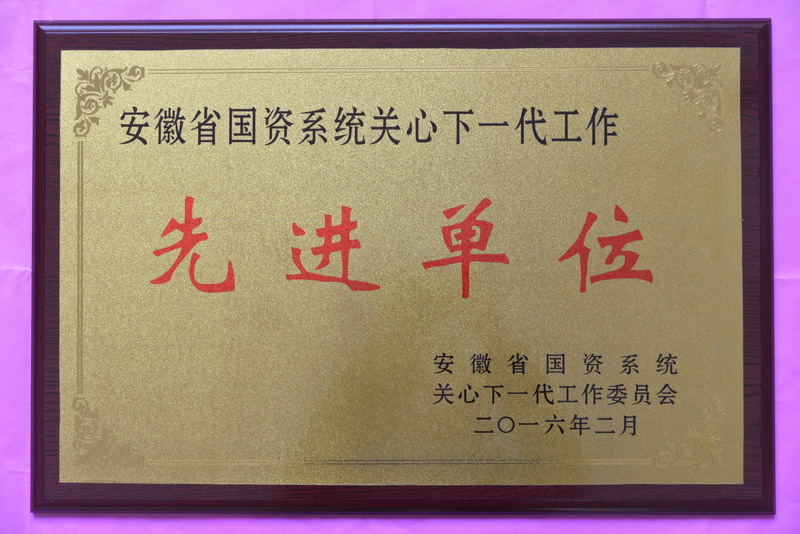 安徽省国资系统关心下一代工作
先进单位
安徽省国资系统
关心下一代工作委员会
二〇一六年二月